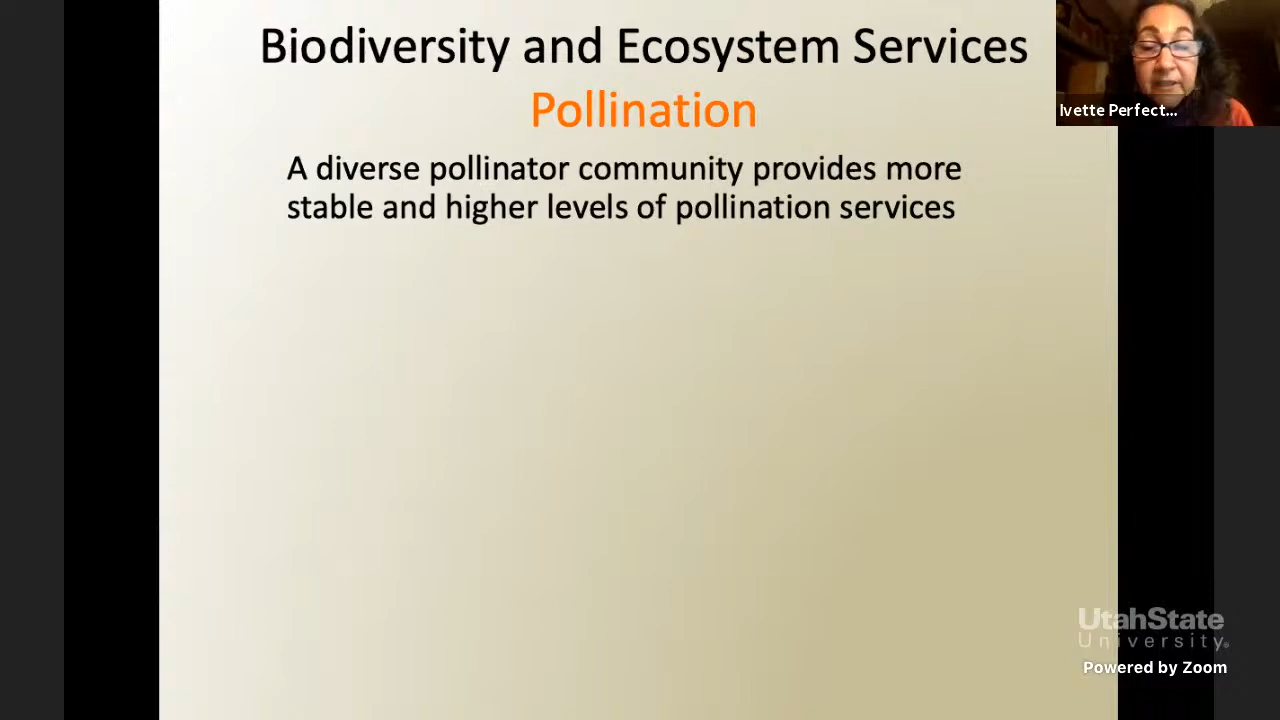 Biodiversity and Ecosystem Services
Pollination
A diverse pollinator community provides more
stable and higher levels of pollination services
Ivette Perfect...
UtahState
University®
Powered by Zoom